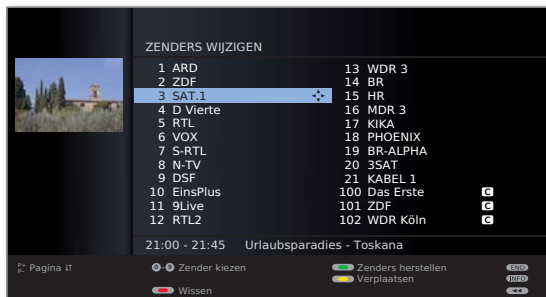 ZENDERS WIJZIGEN
1 ARD
2 ZDF
3 SAT.1
4 D Vierte
5 RTL
6 VOX
7 S-RTL
8 N-TV
9 DSF
10 EinsPlus
11 9Live
12 RTL2
13 WDR 3
14 BR
15 HR
16 MDR 3
17 KIKA
18 PHOENIX
19 BR-ALPHA
20 3SAT
21 KABEL 1
100 Das Erste C
101 ZDF C
102 WDR Köln C
21:00 - 21:45 Urlaubsparadies - Toskana
P+ P- Pagina ↓↑
0-9 Zender kiezen
Wissen
Zenders herstellen
Verplaatsen
END
INFO